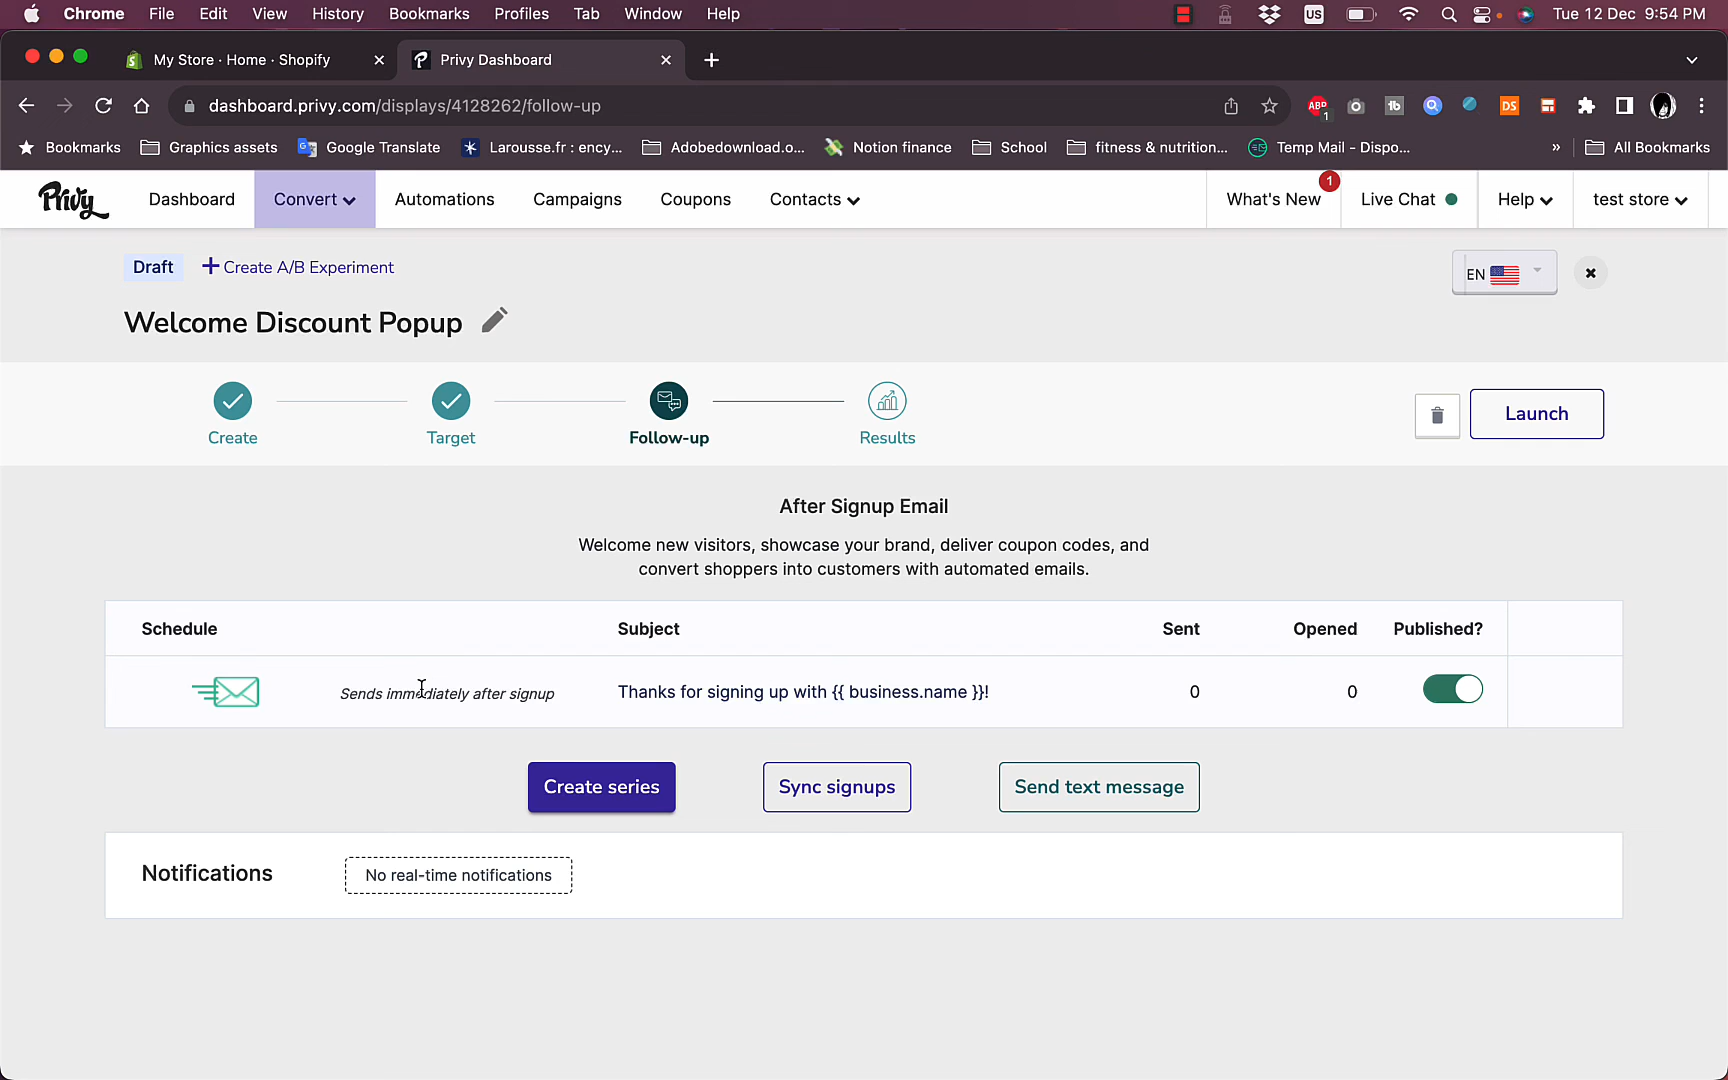 Chrome File Edit View History Bookmarks Profiles Tab Window Help US Tue 12 Dec 9:54 PM
My Store · Home · Shopify Privy Dashboard
dashboard.privy.com/displays/4128262/follow-up ABP 1 tb DS
Bookmarks Graphics assets Google Translate Larousse.fr : ency... Adobedownload.o... Notion finance School fitness & nutrition... Temp Mail - Dispo... » All Bookmarks
Privy Dashboard Convert Automations Campaigns Coupons Contacts What's New 1 Live Chat Help test store
Draft + Create A/B Experiment EN
Welcome Discount Popup
Create Target Follow-up Results Launch
After Signup Email
Welcome new visitors, showcase your brand, deliver coupon codes, and
convert shoppers into customers with automated emails.
Schedule Subject Sent Opened Published?
Sends immediately after signup Thanks for signing up with {{ business.name }}! 0 0
Create series Sync signups Send text message
Notifications No real-time notifications